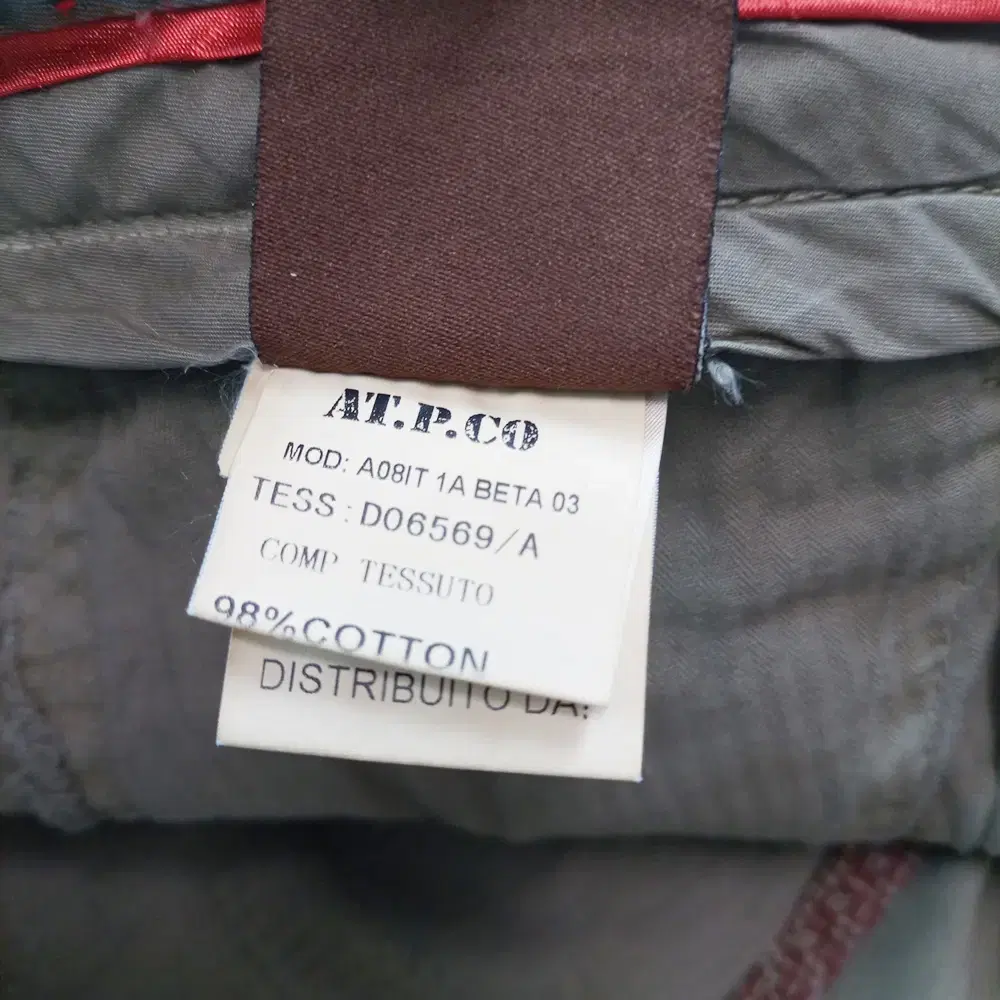 AT.P.CO
MOD: A08IT 1A BETA 03
TESS: D06569/A
COMP TESSUTO
98%COTTON
DISTRIBUITO DA: